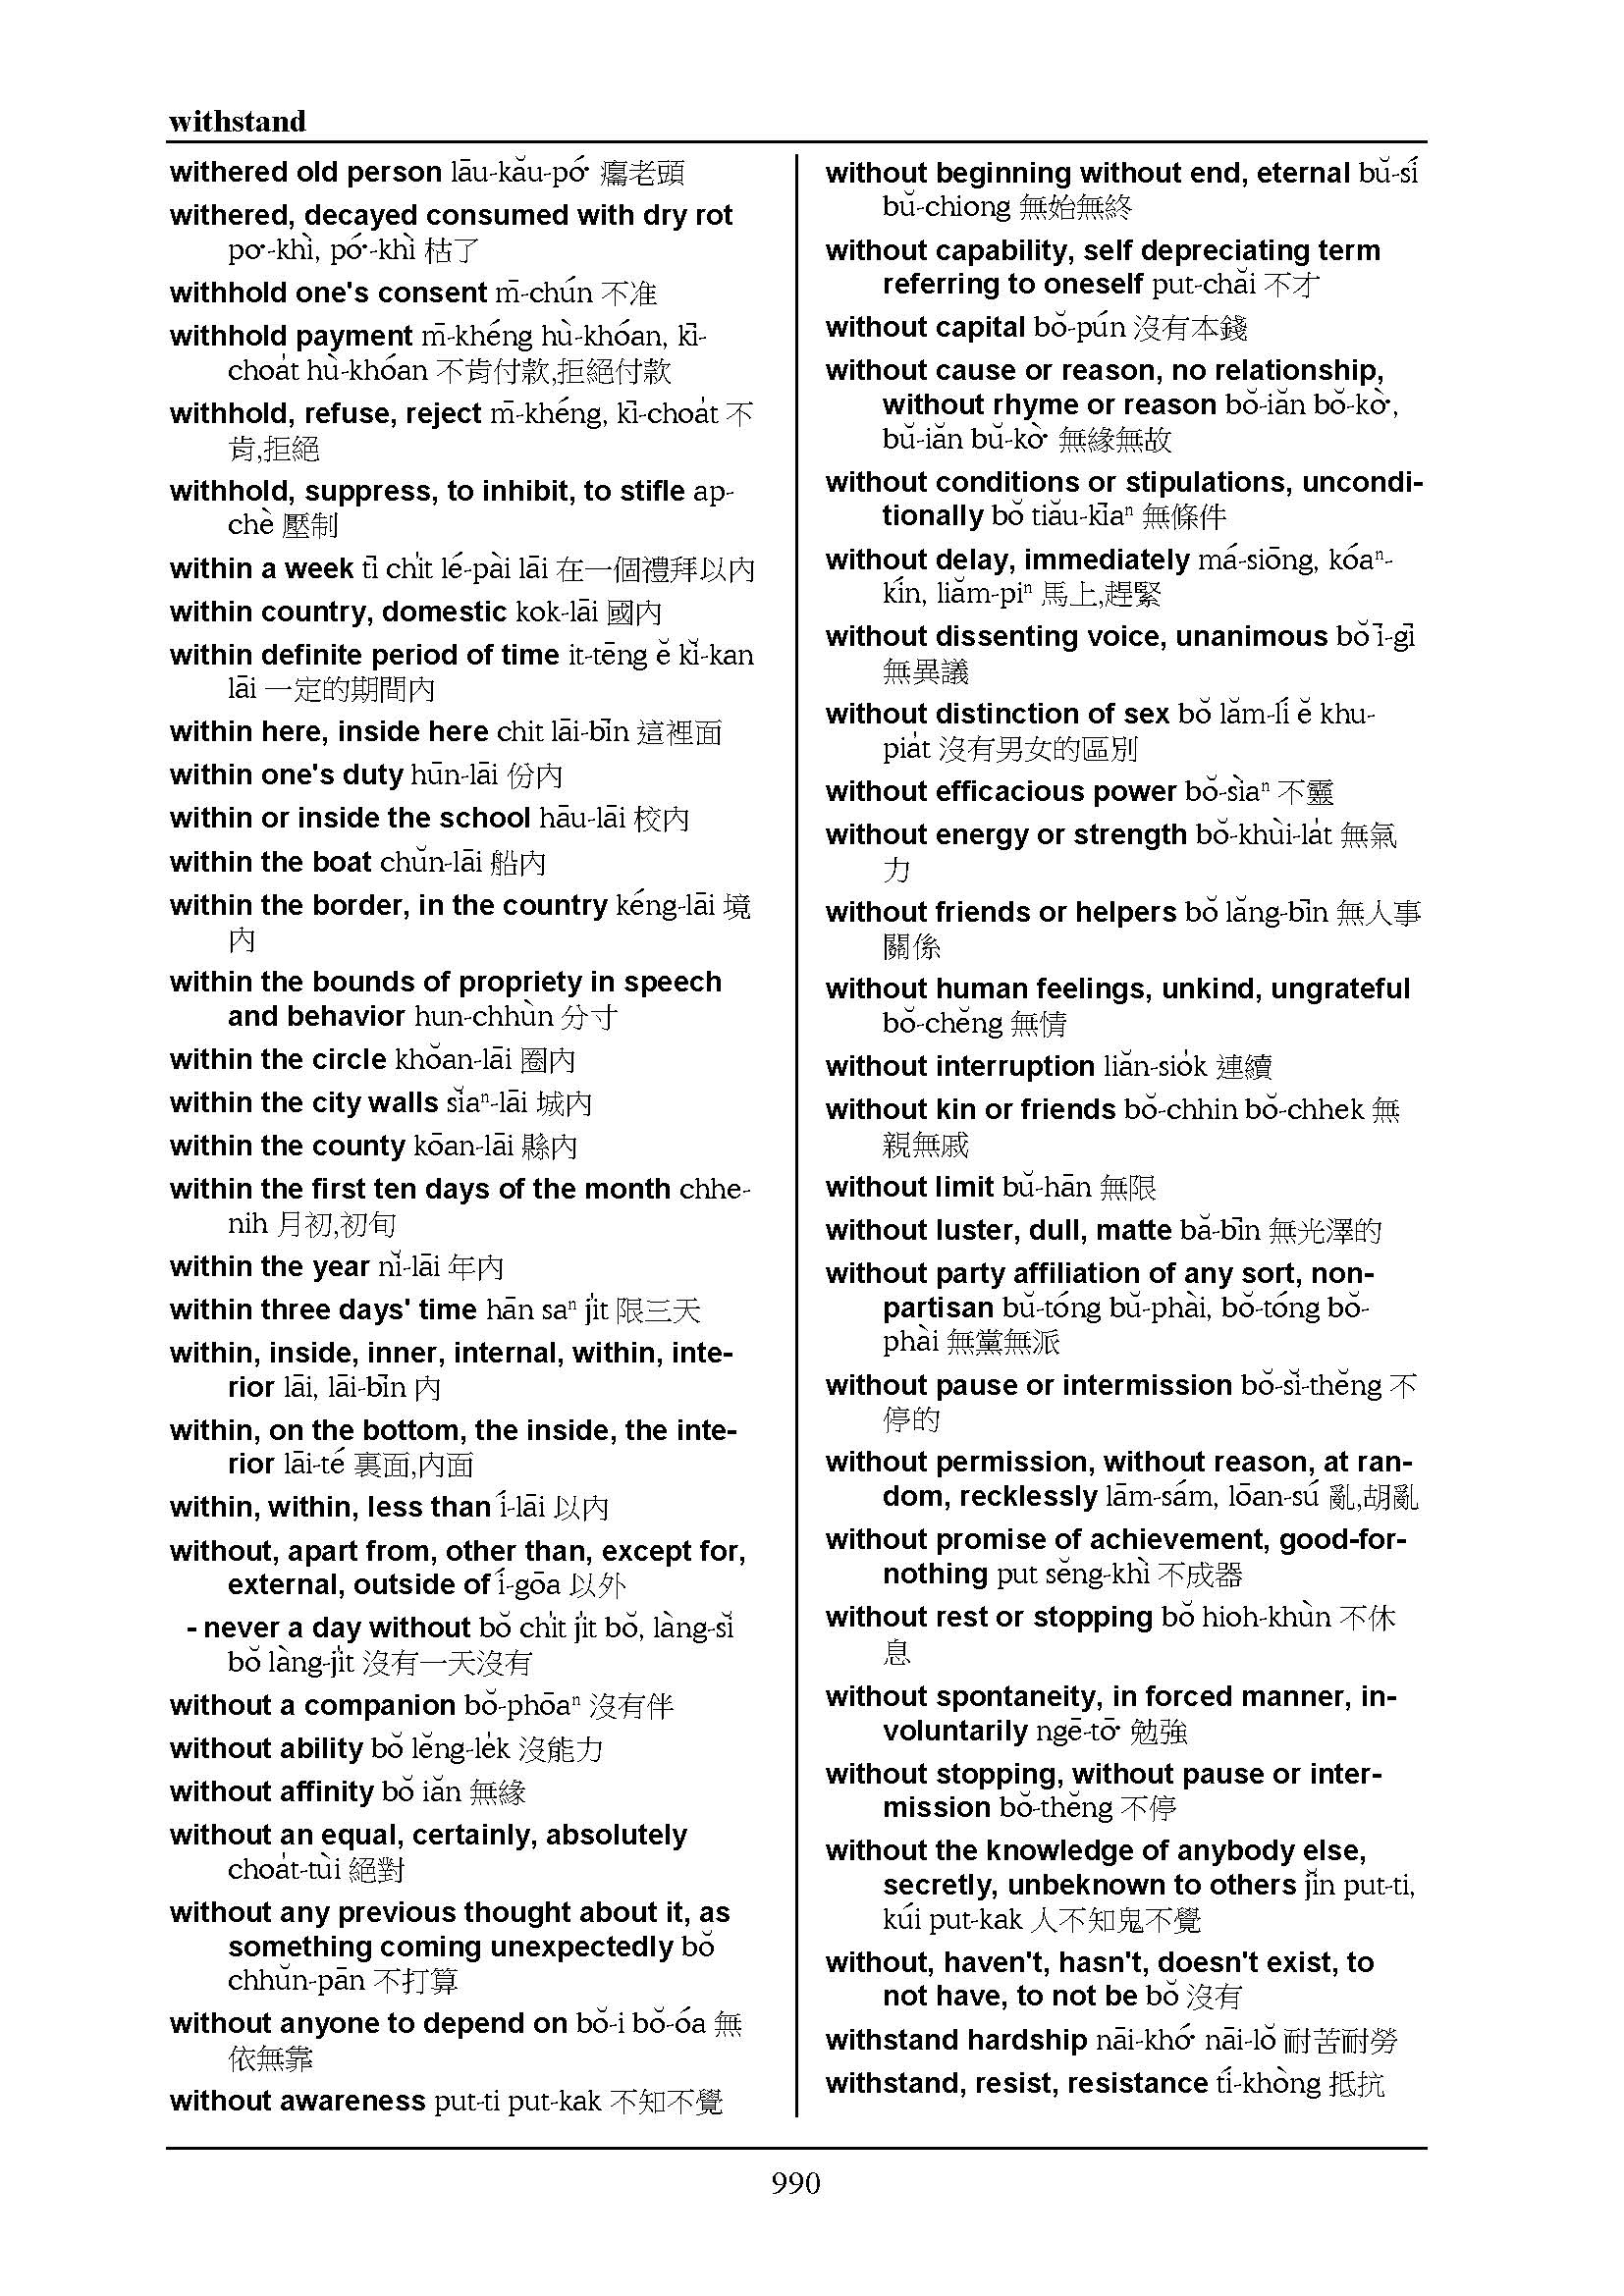 withstand
withered old person lāu-kău-pó͘ 癟老頭
withered, decayed consumed with dry rot
po͘-khì, pó͘-khì 枯了
withhold one's consent m̄-chún 不准
withhold payment m̄-khéng hù-khóan, kī-
choa̍t hù-khóan 不肯付款,拒絕付款
withhold, refuse, reject m̄-khéng, kī-choa̍t 不
肯,拒絕
withhold, suppress, to inhibit, to stifle ap-
chè 壓制
within a week tī chi̍t lé-pài lāi 在一個禮拜以內
within country, domestic kok-lāi 國內
within definite period of time it-tēng ĕ kĭ-kan
lāi 一定的期間內
within here, inside here chit lāi-bīn 這裡面
within one's duty hūn-lāi 份內
within or inside the school hāu-lāi 校內
within the boat chŭn-lāi 船內
within the border, in the country kéng-lāi 境
內
within the bounds of propriety in speech
and behavior hun-chhùn 分寸
within the circle khŏan-lāi 圈內
within the city walls sĭaⁿ-lāi 城內
within the county kōan-lāi 縣內
within the first ten days of the month chhe-
nih 月初,初旬
within the year nĭ-lāi 年內
within three days' time hān saⁿ ji̍t 限三天
within, inside, inner, internal, within, inte-
rior lāi, lāi-bīn 內
within, on the bottom, the inside, the inte-
rior lāi-té 裏面,內面
within, within, less than í-lāi 以內
without, apart from, other than, except for,
external, outside of í-gōa 以外
- never a day without bŏ chi̍t ji̍t bŏ, làng-sĭ
bŏ làng-ji̍t 沒有一天沒有
without a companion bŏ-phōaⁿ 沒有伴
without ability bŏ lĕng-le̍k 沒能力
without affinity bŏ iăn 無緣
without an equal, certainly, absolutely
choa̍t-tùi 絕對
without any previous thought about it, as
something coming unexpectedly bŏ
chhŭn-pān 不打算
without anyone to depend on bŏ-i bŏ-óa 無
依無靠
without awareness put-ti put-kak 不知不覺
without beginning without end, eternal bŭ-sí
bŭ-chiong 無始無終
without capability, self depreciating term
referring to oneself put-chăi 不才
without capital bŏ-pún 沒有本錢
without cause or reason, no relationship,
without rhyme or reason bŏ-iăn bŏ-kò͘,
bŭ-iăn bŭ-kò͘ 無緣無故
without conditions or stipulations, uncondi-
tionally bŏ tiău-kīaⁿ 無條件
without delay, immediately má-siōng, kóaⁿ-
kín, liăm-piⁿ 馬上,趕緊
without dissenting voice, unanimous bŏ ī-gī
無異議
without distinction of sex bŏ lăm-lí ĕ khu-
pia̍t 沒有男女的區別
without efficacious power bŏ-sìaⁿ 不靈
without energy or strength bŏ-khùi-la̍t 無氣
力
without friends or helpers bŏ lăng-bīn 無人事
關係
without human feelings, unkind, ungrateful
bŏ-chĕng 無情
without interruption liăn-sio̍k 連續
without kin or friends bŏ-chhin bŏ-chhek 無
親無戚
without limit bŭ-hān 無限
without luster, dull, matte bă-bīn 無光澤的
without party affiliation of any sort, non-
partisan bŭ-tóng bŭ-phài, bŏ-tóng bŏ-
phài 無黨無派
without pause or intermission bŏ-sĭ-thĕng 不
停的
without permission, without reason, at ran-
dom, recklessly lām-sám, lōan-sú 亂,胡亂
without promise of achievement, good-for-
nothing put sĕng-khì 不成器
without rest or stopping bŏ hioh-khùn 不休
息
without spontaneity, in forced manner, in-
voluntarily ngē-tō͘ 勉強
without stopping, without pause or inter-
mission bŏ-thĕng 不停
without the knowledge of anybody else,
secretly, unbeknown to others jĭn put-ti,
kúi put-kak 人不知鬼不覺
without, haven't, hasn't, doesn't exist, to
not have, to not be bŏ 沒有
withstand hardship nāi-khó͘ nāi-lŏ 耐苦耐勞
withstand, resist, resistance tí-khòng 抵抗
990